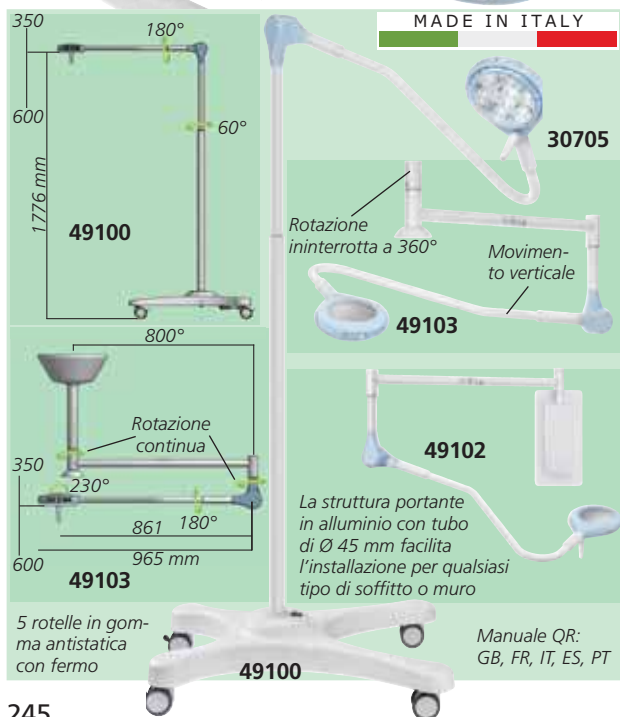 MADE IN ITALY
350
180°
600
60°
1776 mm
49100
30705
Rotazione
ininterrotta a 360°
Movimen-
to verticale
49103
800°
Rotazione
continua
350
230°
180°
861
965 mm
600
49103
49102
La struttura portante
in alluminio con tubo
di Ø 45 mm facilita
l'installazione per qualsiasi
tipo di soffitto o muro
5 rotelle in gom-
ma antistatica
con fermo
49100
Manuale QR:
GB, FR, IT, ES, PT
245